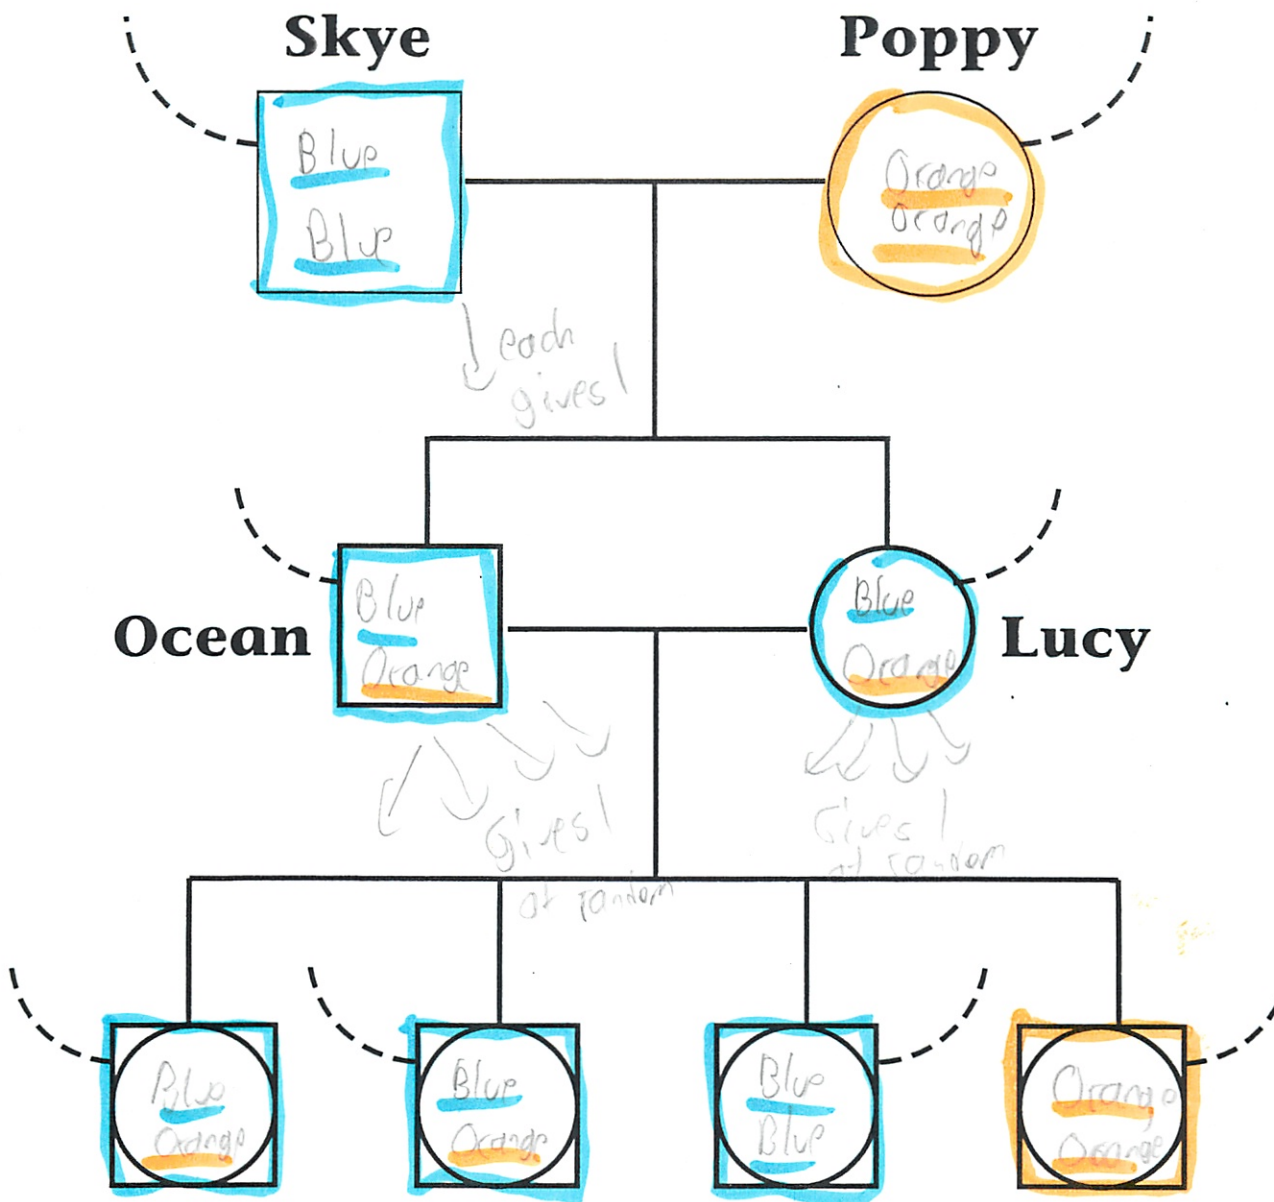 Skye
Poppy
Blue
Blue
Orange
Orange
each
gives 1
Ocean
Blue
Orange
Blue
Orange
Lucy
Gives 1
at random
Gives 1
at random
Blue
Orange
Blue
Orange
Blue
Blue
Orange
Orange